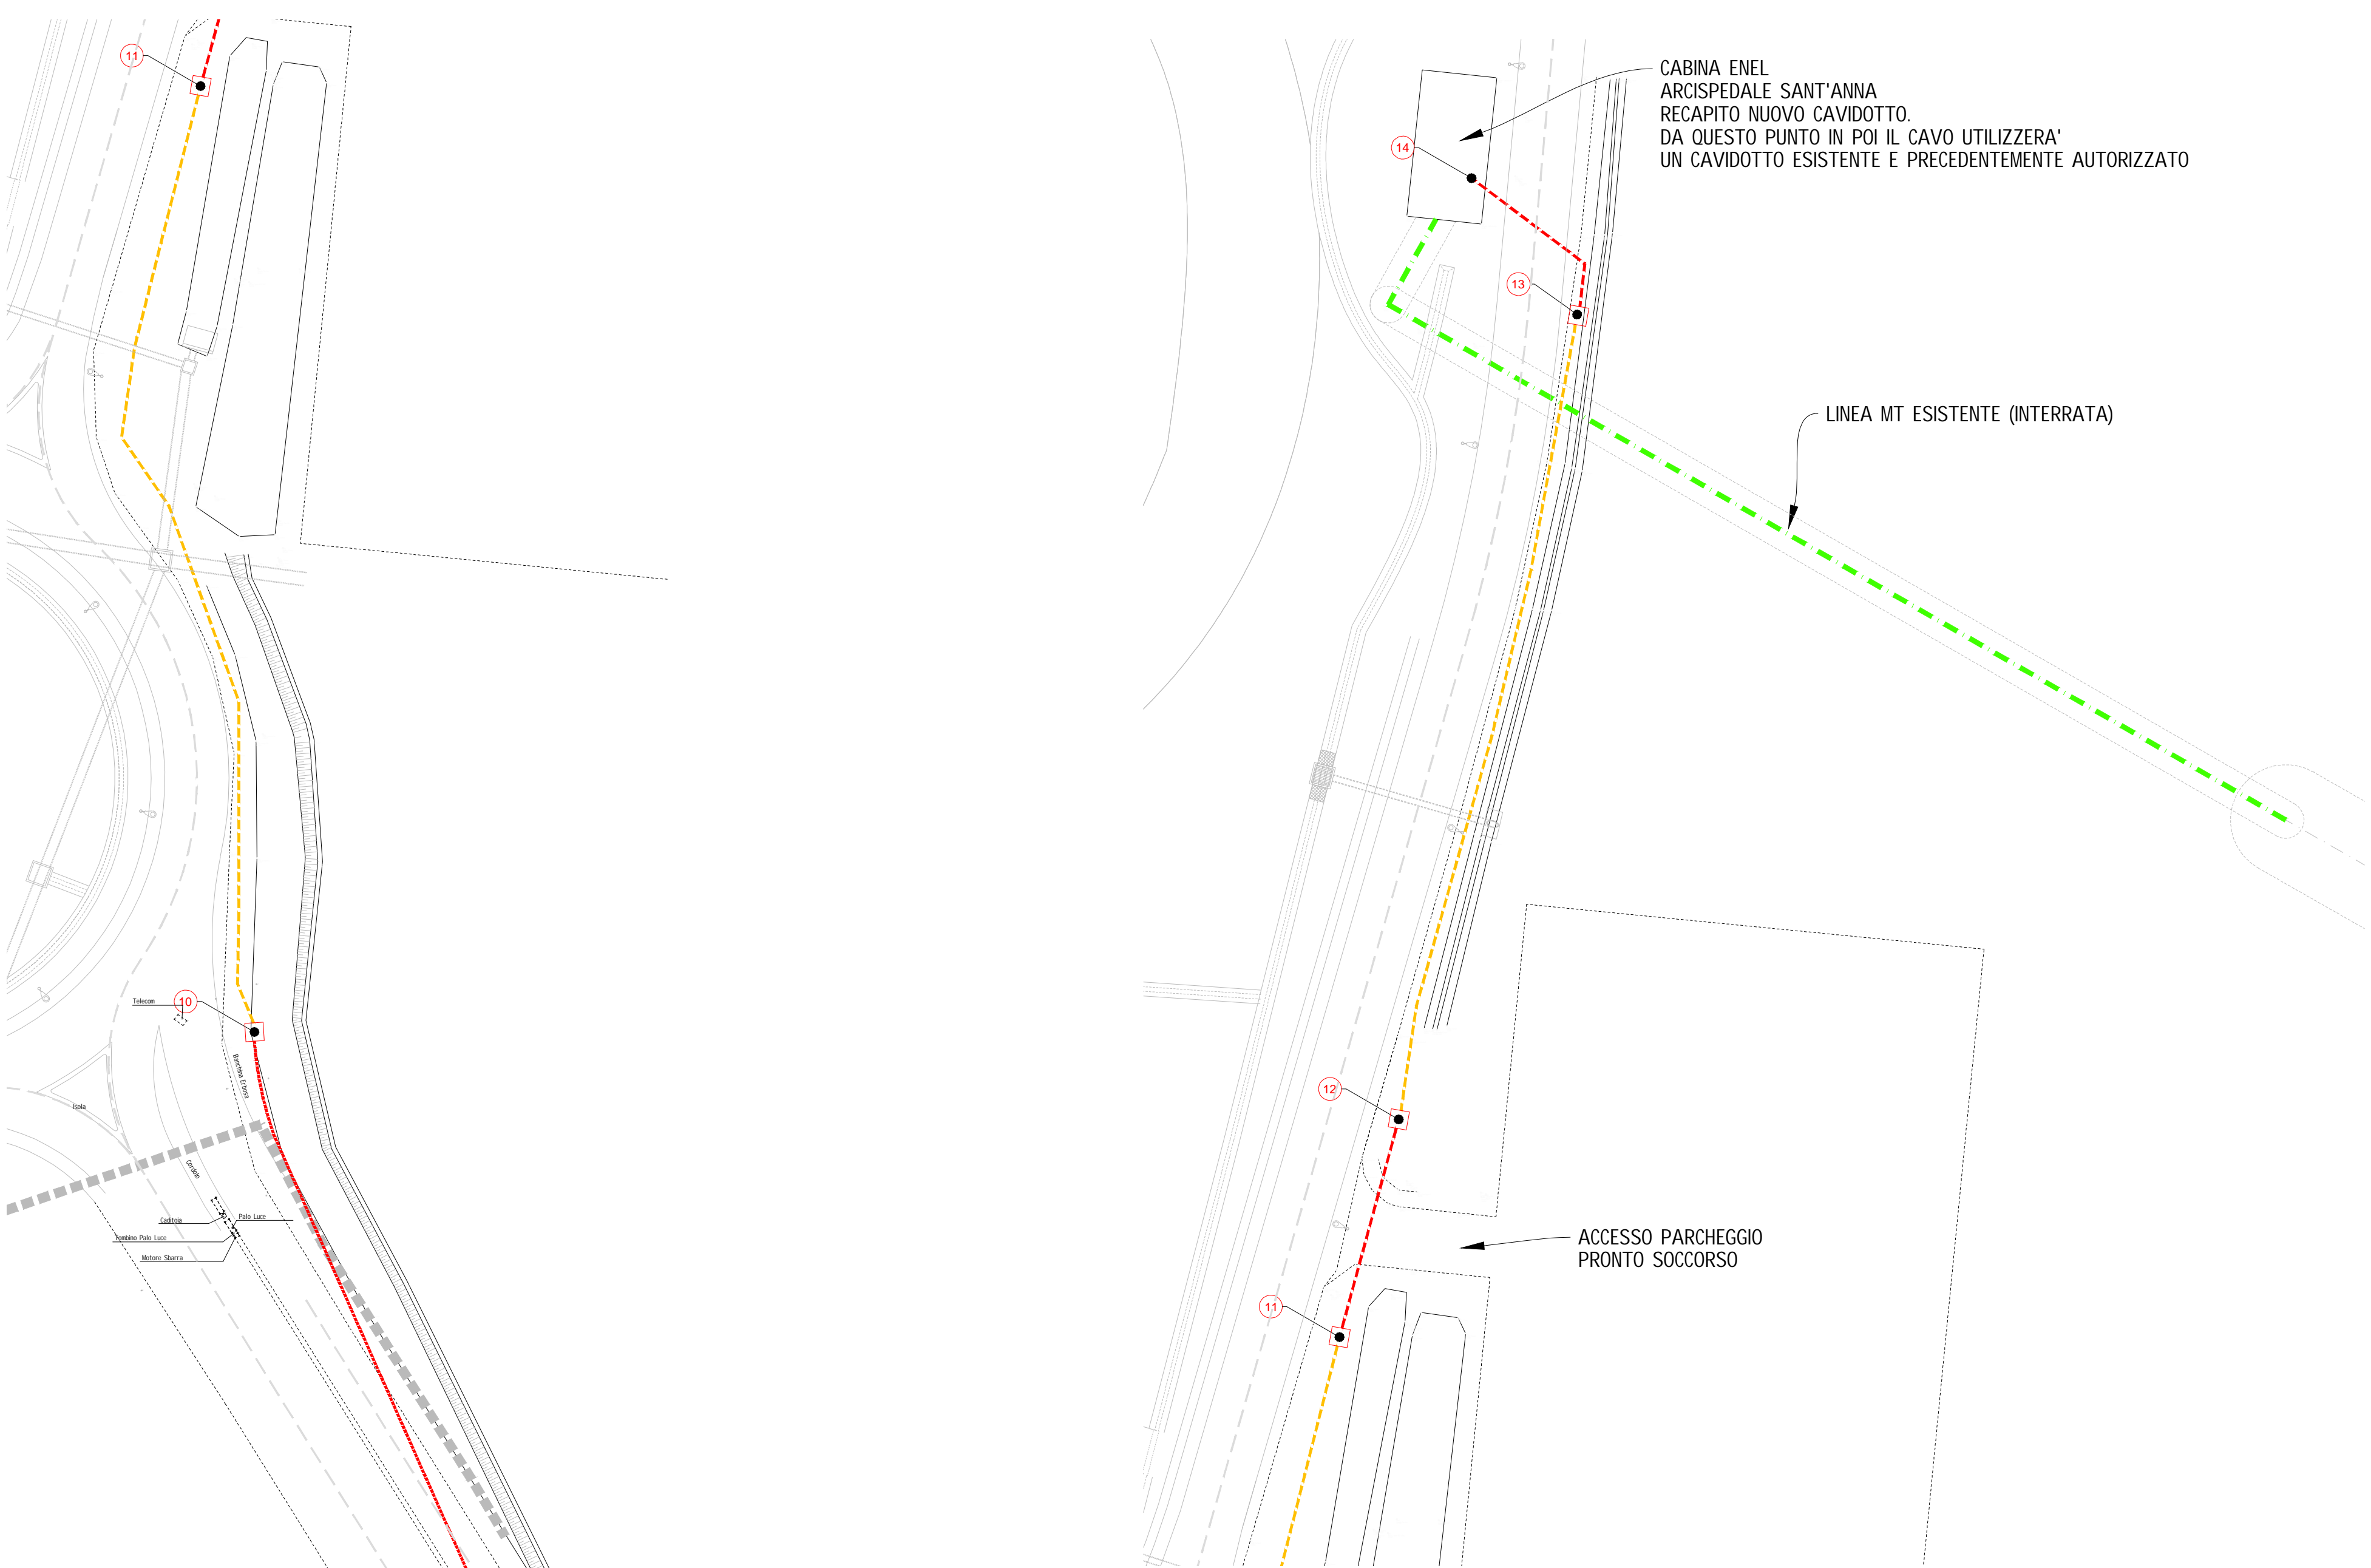 11
10
Telecom
Banchina Erbosa
Isola
Cordolo
Caditoia
Palo Luce
Tombino Palo Luce
Motore Sbarra
CABINA ENEL
ARCISPEDALE SANT'ANNA
RECAPITO NUOVO CAVIDOTTO.
DA QUESTO PUNTO IN POI IL CAVO UTILIZZERA'
UN CAVIDOTTO ESISTENTE E PRECEDENTEMENTE AUTORIZZATO
14
13
LINEA MT ESISTENTE (INTERRATA)
12
ACCESSO PARCHEGGIO
PRONTO SOCCORSO
11